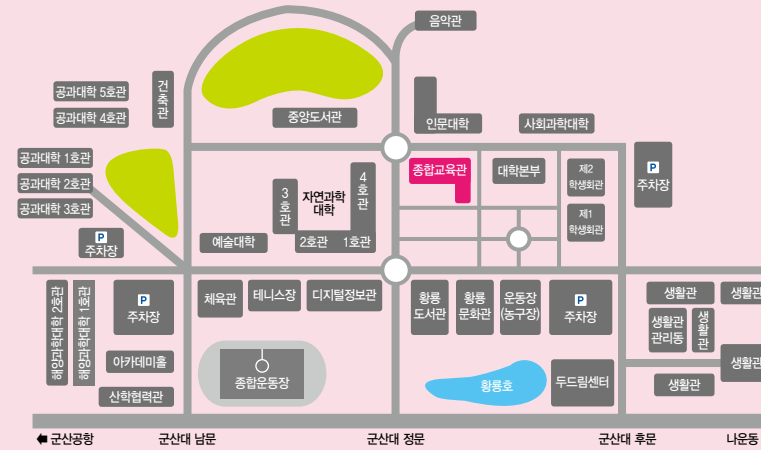 음악관
공과대학 5호관
건축관
공과대학 4호관
중앙도서관
인문대학
사회과학대학
공과대학 1호관
공과대학 2호관
공과대학 3호관
P
주차장
3호관
자연과학
대학
4호관
2호관
1호관
예술대학
종합교육관
대학본부
제2
학생회관
제1
학생회관
P
주차장
해양과학대학 2호관
해양과학대학 1호관
P
주차장
체육관
테니스장
디지털정보관
황룡
도서관
황룡
문화관
운동장
(농구장)
P
주차장
생활관
생활관
생활관
관리동
생활관
생활관
생활관
아카데미홀
산학협력관
종합운동장
황룡호
두드림센터
군산공항
군산대 남문
군산대 정문
군산대 후문
나운동